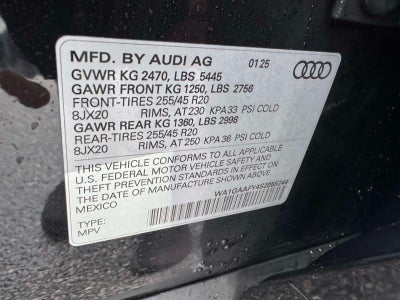 MFD. BY AUDI AG 01 25
GVWR KG 2470, LBS 5445
GAWR FRONT KG 1250, LBS 2756
FRONT-TIRES 255/45 R20
8JX20 RIMS, AT 230 KPA 33 PSI COLD
GAWR REAR KG 1360, LBS 2998
REAR-TIRES 255/45 R20
8JX20 RIMS, AT 250 KPA 36 PSI COLD
THIS VEHICLE CONFORMS TO ALL APPLICABLE
U.S. FEDERAL MOTOR VEHICLE SAFETY AND
THEFT PREVENTION STANDARDS IN EFFECT ON
THE DATE OF MANUFACTURE SHOWN ABOVE.
MEXICO
TYPE:
MPV